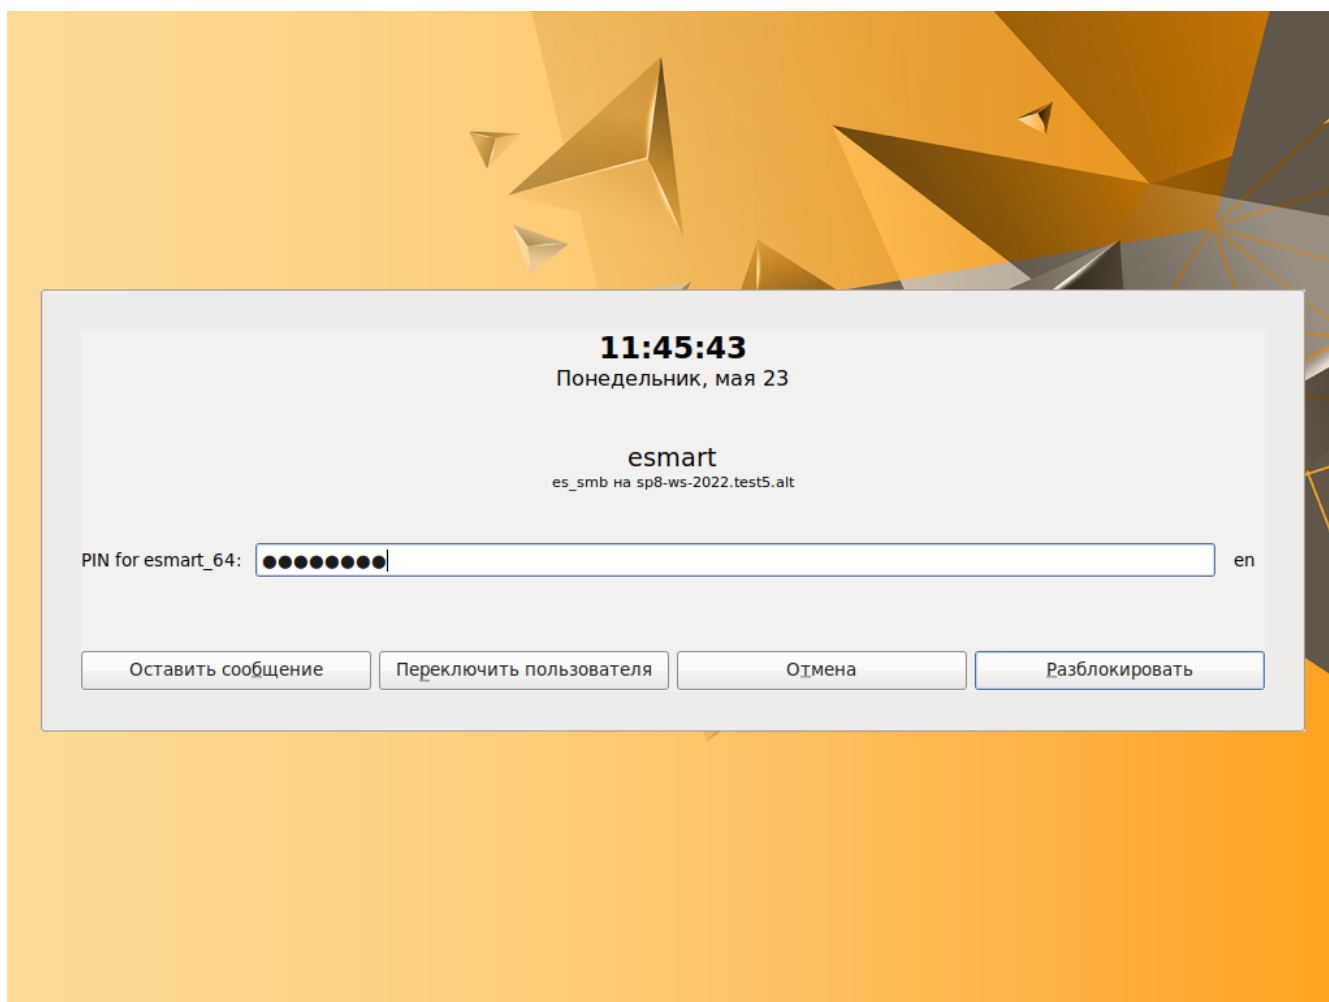 11:45:43
Понедельник, мая 23
esmart
es_smb на sp8-ws-2022.test5.alt
PIN for esmart_64: ●●●●●●●● en
Оставить сообщение Переключить пользователя Отмена Разблокировать